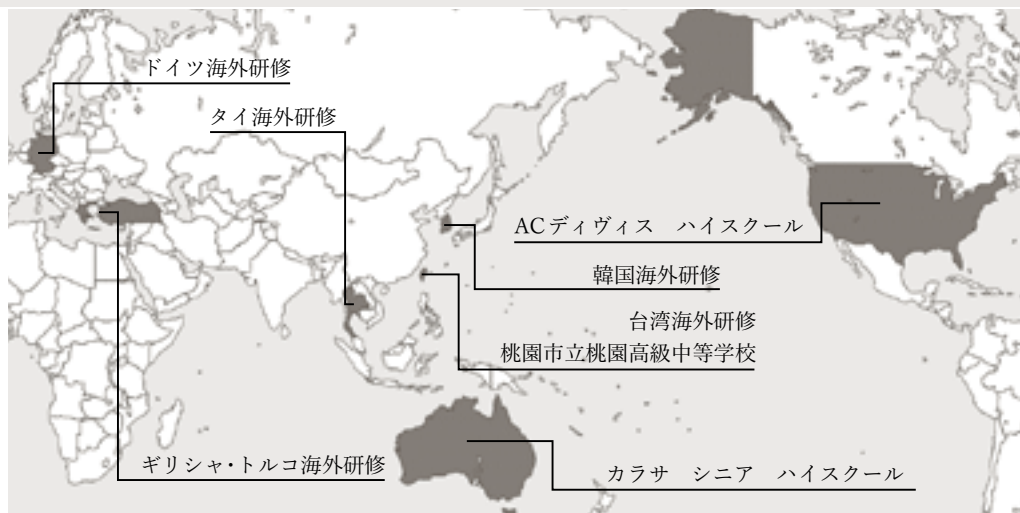 ドイツ海外研修
タイ海外研修
ACディヴィス　ハイスクール
韓国海外研修
台湾海外研修
桃園市立桃園高級中等学校
ギリシャ・トルコ海外研修
カラサ　シニア　ハイスクール